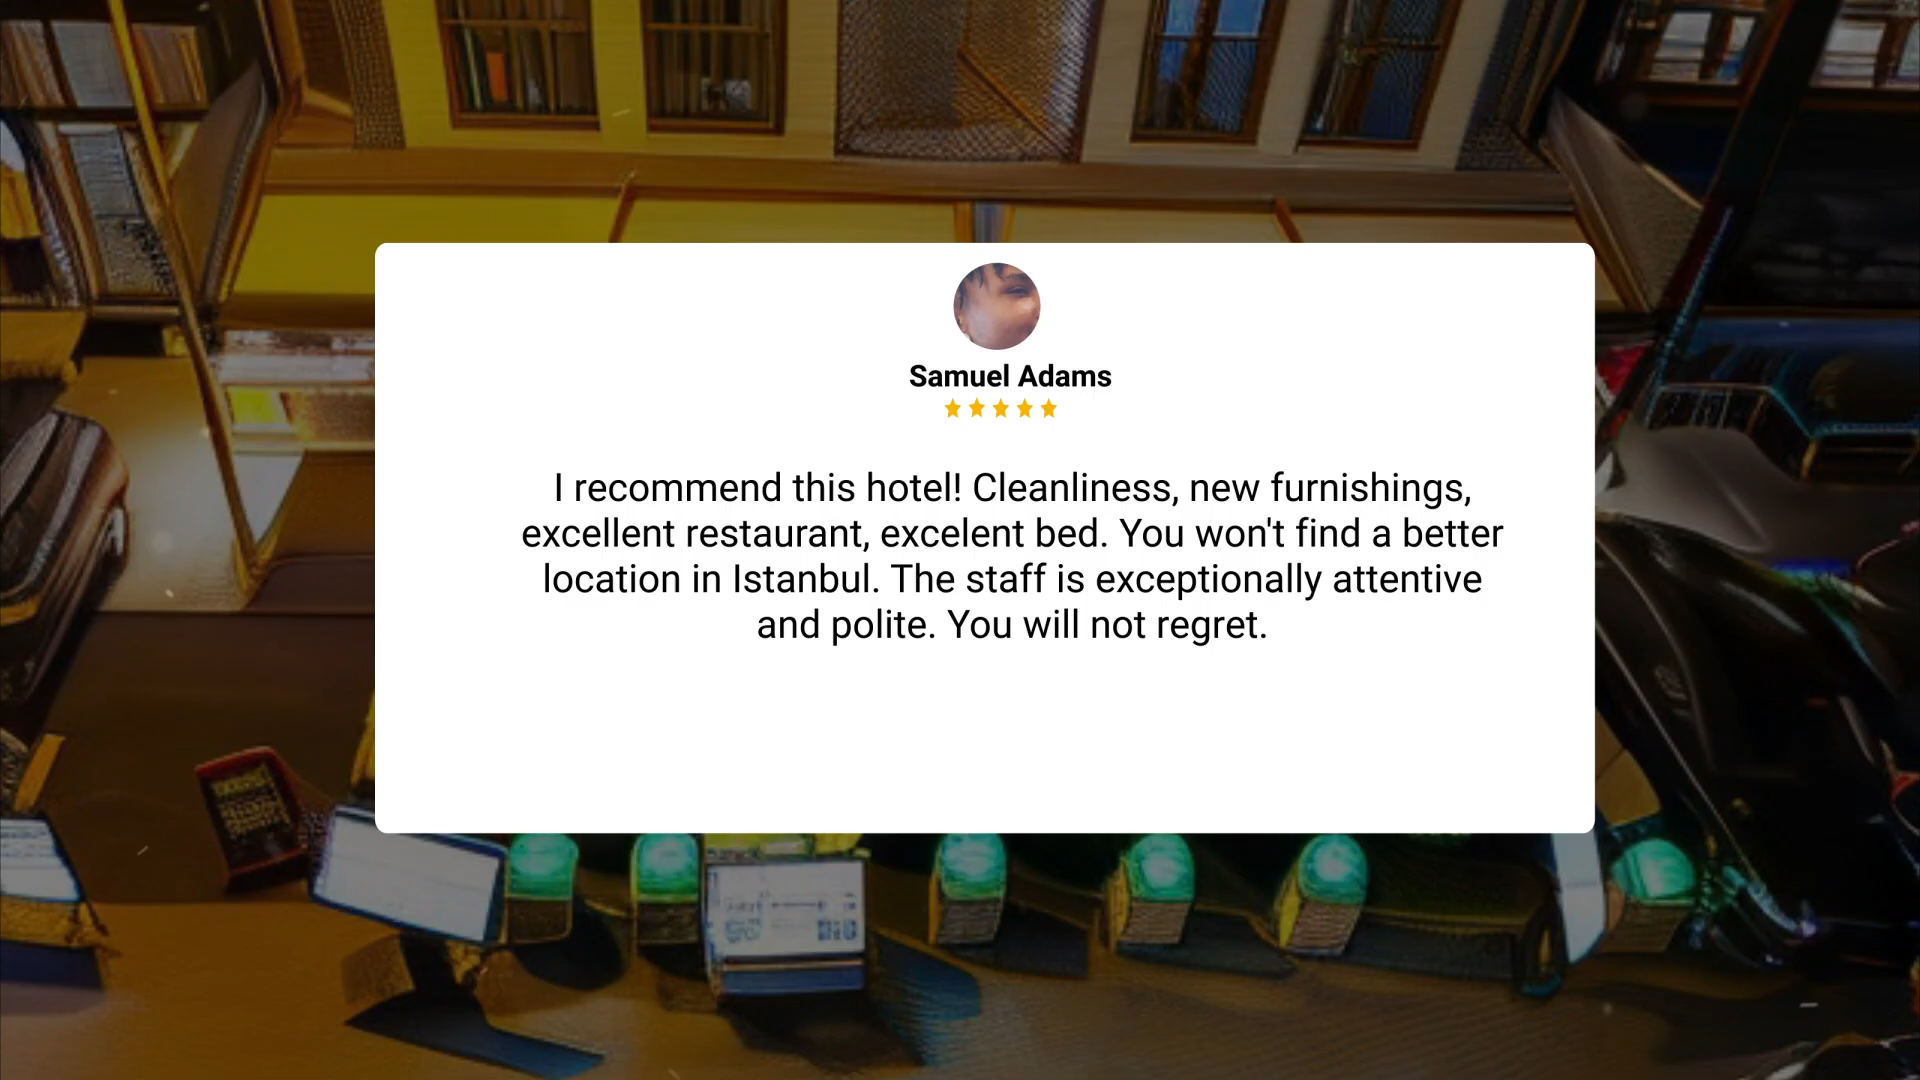 Samuel Adams
I recommend this hotel! Cleanliness, new furnishings,
excellent restaurant, excelent bed. You won't find a better
location in Istanbul. The staff is exceptionally attentive
and polite. You will not regret.